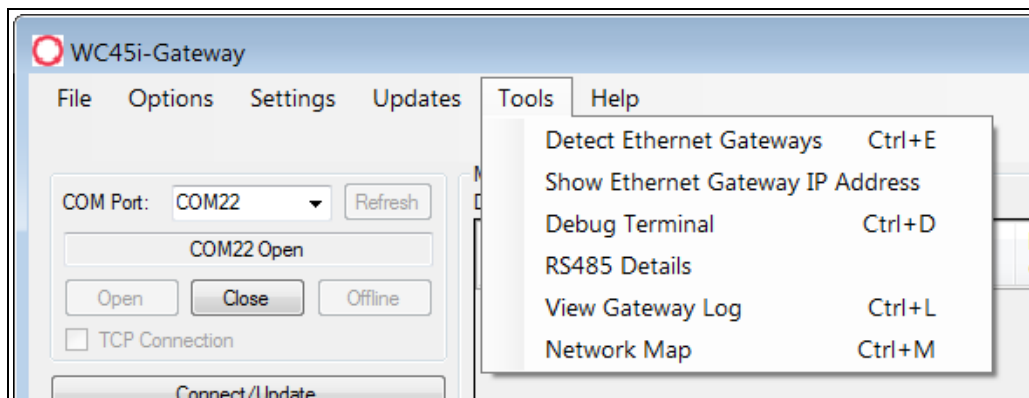 WC45i-Gateway
File Options Settings Updates Tools Help
Detect Ethernet Gateways Ctrl+E
Show Ethernet Gateway IP Address
Debug Terminal Ctrl+D
RS485 Details
View Gateway Log Ctrl+L
Network Map Ctrl+M
COM Port: COM22 Refresh
COM22 Open
Open Close Offline
TCP Connection
Connect/Update